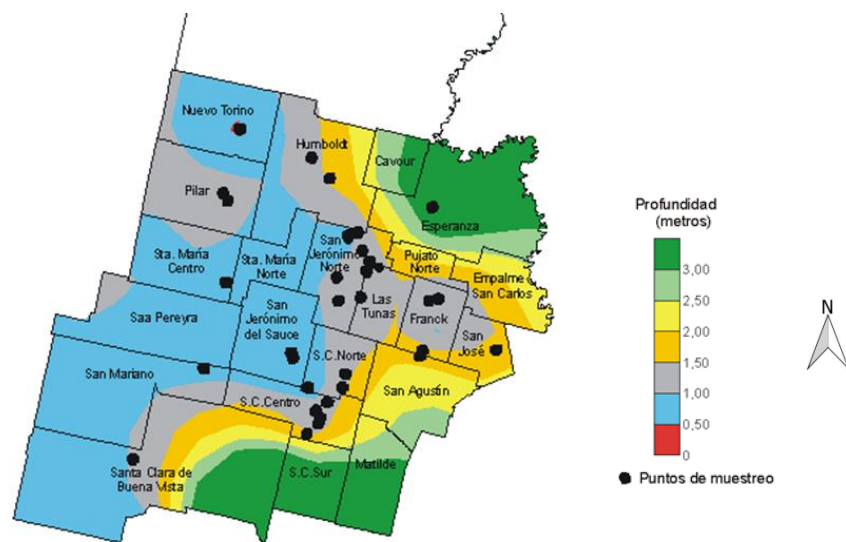 Nuevo Torino
Humboldt
Cavour
Pilar
Esperanza
Sta. María
Centro
Sta. María
Norte
San
Jerónimo
Norte
Pujato
Norte
Empalme
San Carlos
Las
Tunas
Franck
San
José
Saa Pereyra
San
Jerónimo
del Sauce
S.C.Norte
San Mariano
San Agustín
S.C.Centro
Santa Clara de
Buena Vista
S.C.Sur
Matilde
Profundidad
(metros)
3,00
2,00
1,50
1,00
0,50
0
Puntos de muestreo
N